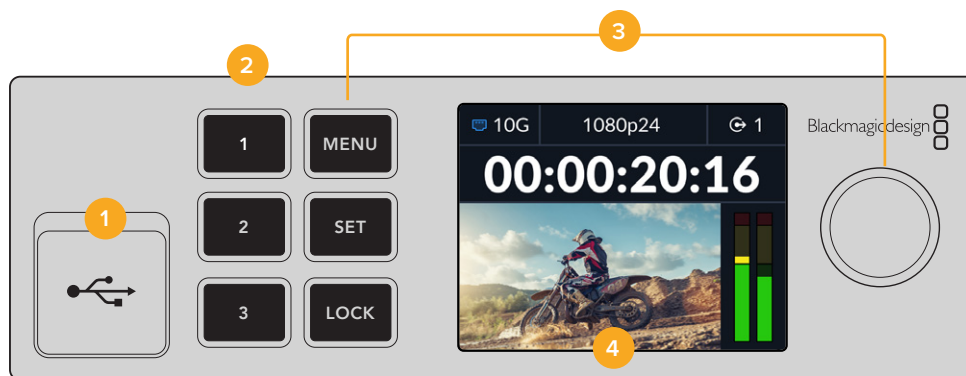 3
2
1 MENU
10G 1080p24 1
Blackmagicdesign
00:00:20:16
1
2 SET
3 LOCK
4